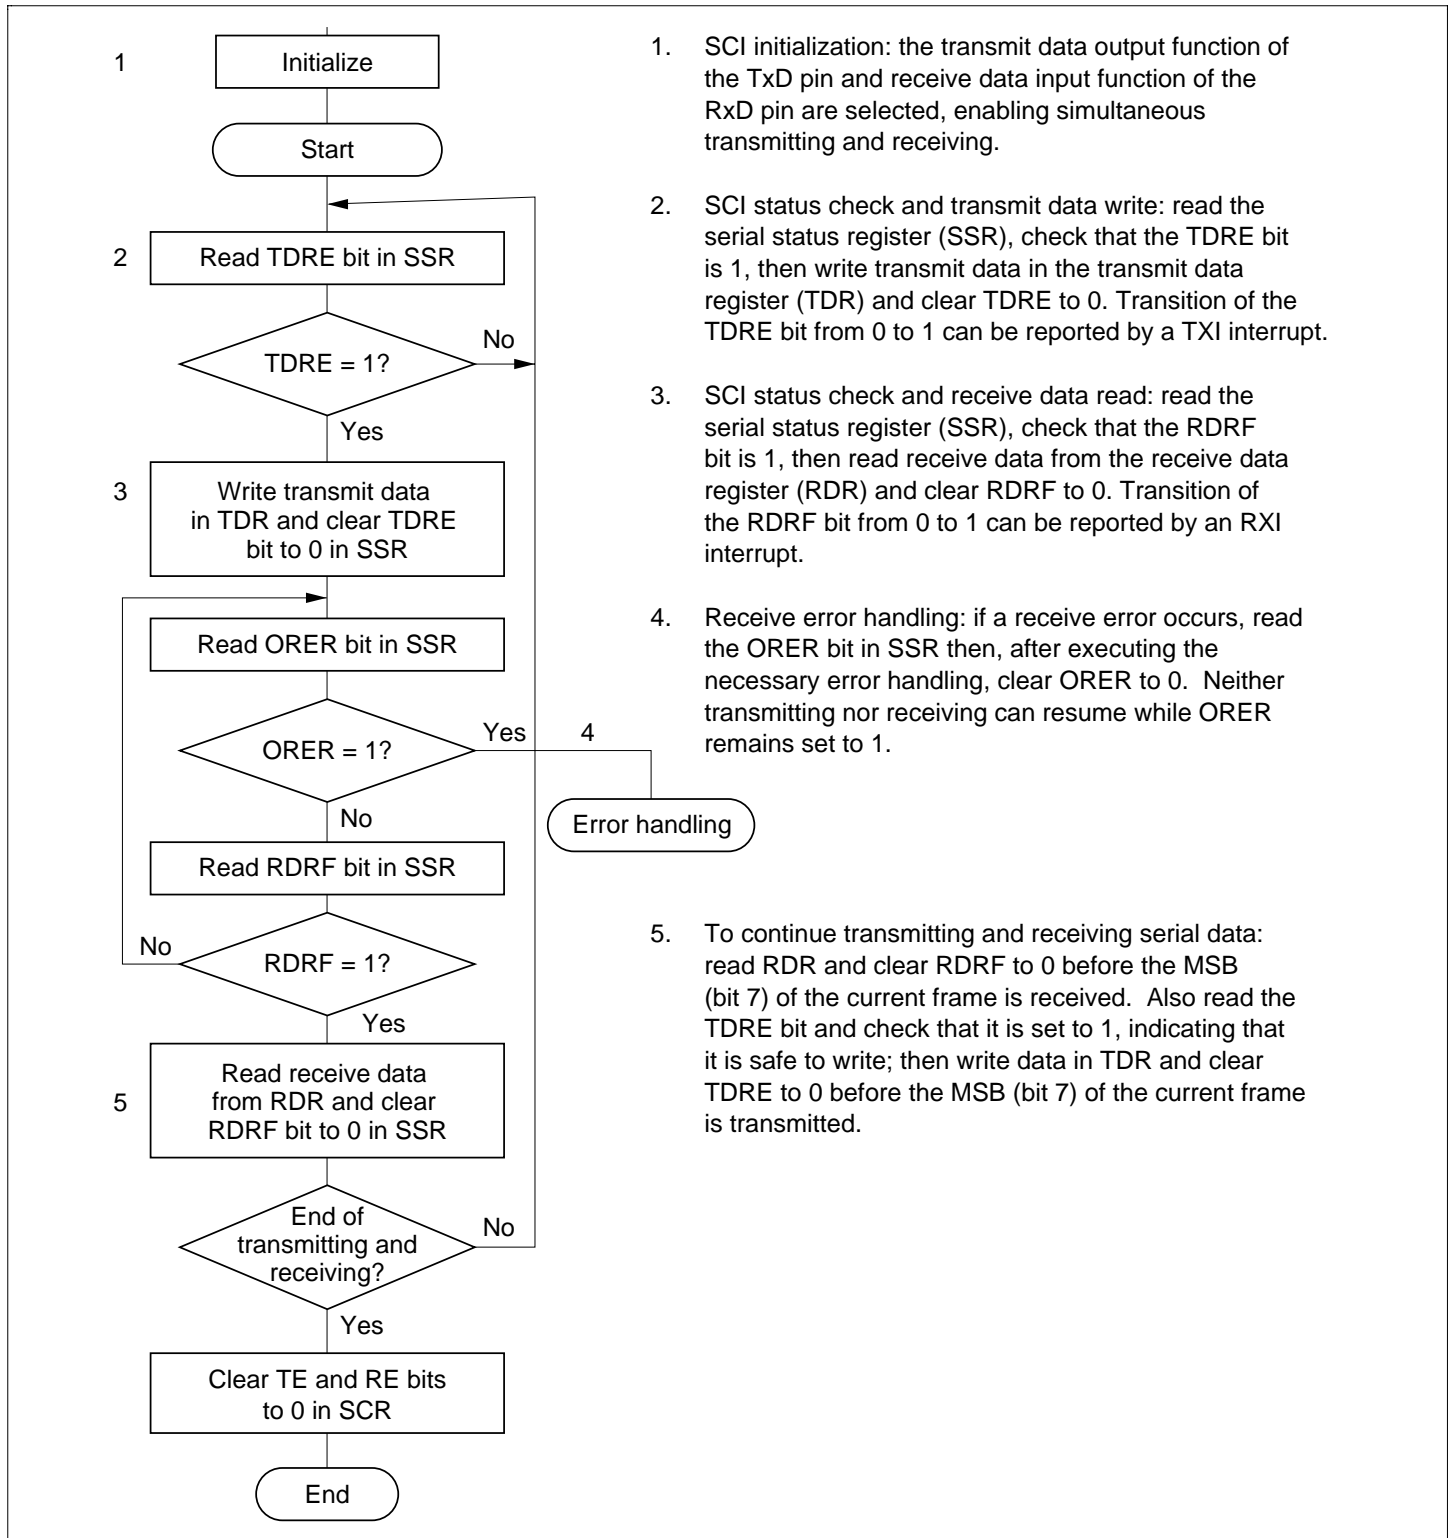 1
Initialize
Start
2
Read TDRE bit in SSR
TDRE = 1?
No
Yes
3
Write transmit data
in TDR and clear TDRE
bit to 0 in SSR
Read ORER bit in SSR
ORER = 1?
Yes
4
Error handling
No
Read RDRF bit in SSR
No
RDRF = 1?
Yes
5
Read receive data
from RDR and clear
RDRF bit to 0 in SSR
End of
transmitting and
receiving?
No
Yes
Clear TE and RE bits
to 0 in SCR
End
1. SCI initialization: the transmit data output function of
the TxD pin and receive data input function of the
RxD pin are selected, enabling simultaneous
transmitting and receiving.
2. SCI status check and transmit data write: read the
serial status register (SSR), check that the TDRE bit
is 1, then write transmit data in the transmit data
register (TDR) and clear TDRE to 0. Transition of the
TDRE bit from 0 to 1 can be reported by a TXI interrupt.
3. SCI status check and receive data read: read the
serial status register (SSR), check that the RDRF
bit is 1, then read receive data from the receive data
register (RDR) and clear RDRF to 0. Transition of
the RDRF bit from 0 to 1 can be reported by an RXI
interrupt.
4. Receive error handling: if a receive error occurs, read
the ORER bit in SSR then, after executing the
necessary error handling, clear ORER to 0.  Neither
transmitting nor receiving can resume while ORER
remains set to 1.
5. To continue transmitting and receiving serial data:
read RDR and clear RDRF to 0 before the MSB
(bit 7) of the current frame is received.  Also read the
TDRE bit and check that it is set to 1, indicating that
it is safe to write; then write data in TDR and clear
TDRE to 0 before the MSB (bit 7) of the current frame
is transmitted.